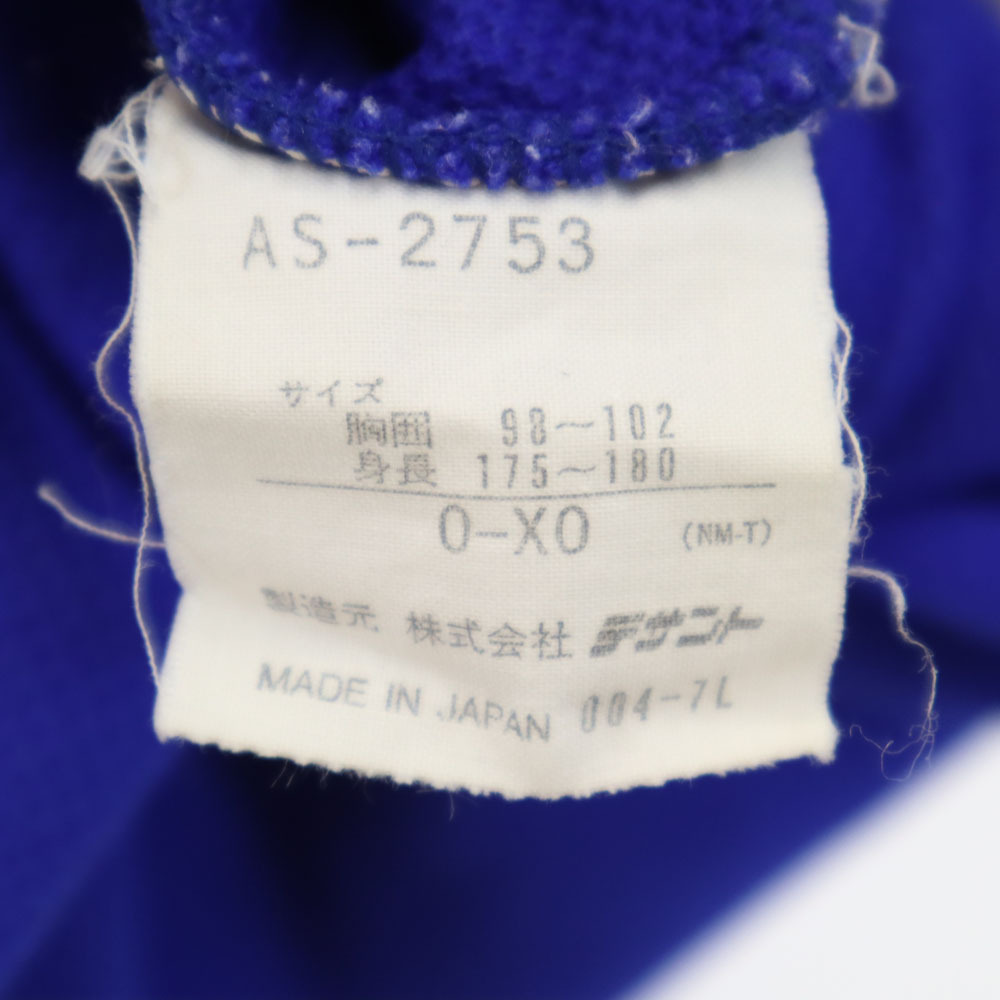 AS-2753
サイズ
胸囲 98〜102
身長 175〜180
O-XO (NM-T)
製造元 株式会社 デサント
MADE IN JAPAN 004-7L